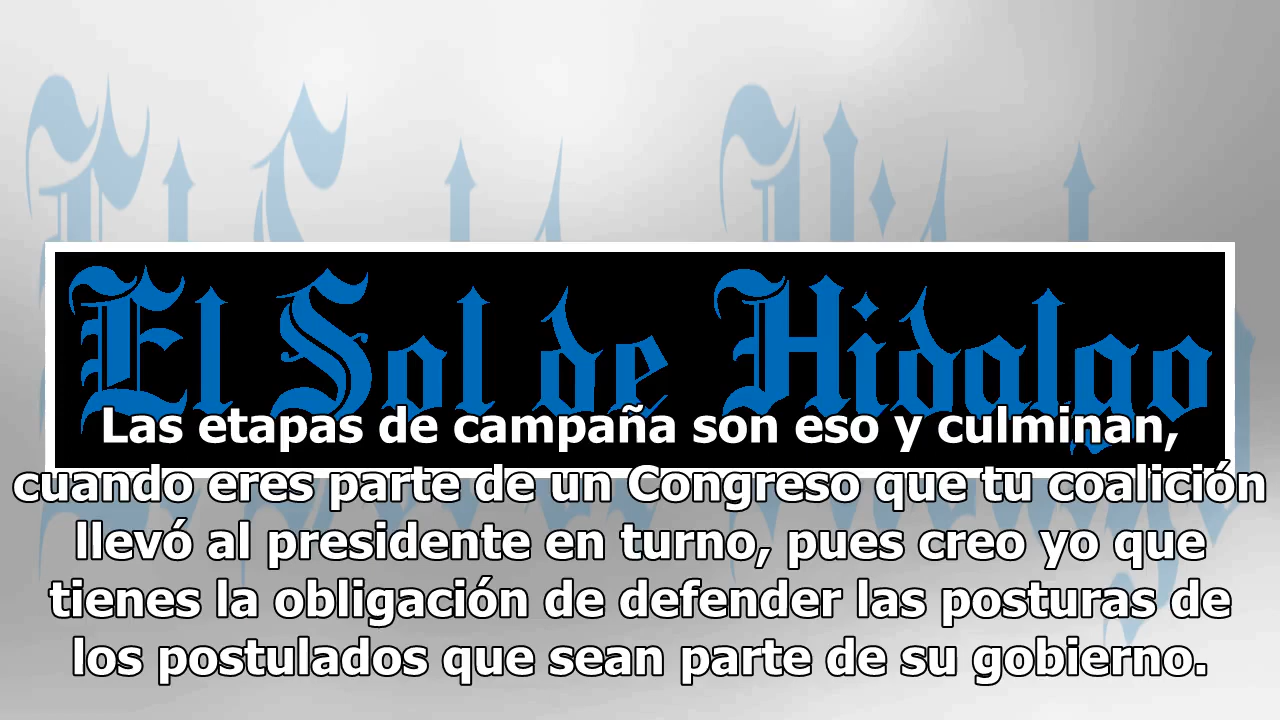 El Sol de Hidalgo
Las etapas de campaña son eso y culminan,
cuando eres parte de un Congreso que tu coalición
llevó al presidente en turno, pues creo yo que
tienes la obligación de defender las posturas de
los postulados que sean parte de su gobierno.